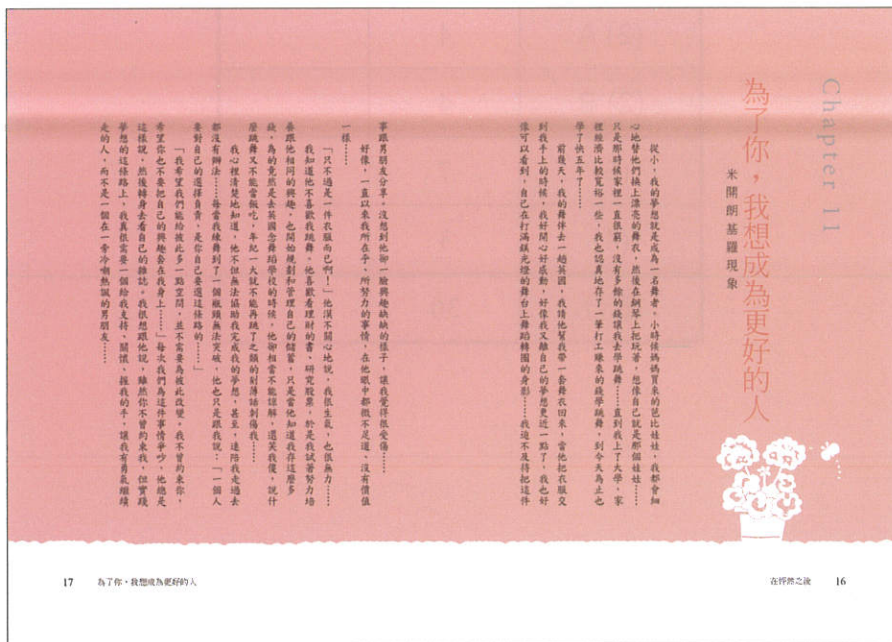 Chapter 11
為了你，我想成為更好的人
米開朗基羅現象
從小，我的夢想就是成為一名舞者。小時候媽媽買來的芭比娃娃，我都會細
心地替他們換上漂亮的舞衣，然後在鋼琴上把玩著，想像自己就是那個娃娃……
只是那時候家裡一直很窮，沒有多餘的錢讓我去學跳舞……直到我上了大學，家
裡經濟比較寬裕一些，我也認真地存了一筆打工賺來的錢學跳舞，到今天為止也
學了快五年了……
前幾天，我的舞伴去一趟英國，我請他幫我帶一套舞衣回來，當他把衣服交
到我手上的時候，我好開心好感動，好像我又離自己的夢想更近一點了，我也好
像可以看到，自己在打滿鎂光燈的舞台上舞蹈轉圈的身影……我迫不及待把這件
事跟男朋友分享。沒想到他卻一臉興趣缺缺的樣子，讓我覺得很受傷……
好像，一直以來我所在乎、所努力的事情，在他眼中都微不足道、沒有價值
一樣……
「只不過是一件衣服而已啊！」他漠不關心地說，我很生氣，也很無力……
我知道他不喜歡我跳舞。他喜歡看理財的書、研究股票，於是我試著努力培
養跟他相同的興趣，也開始規劃和管理自己的儲蓄，只是當他知道我存這麼多
錢，為的竟然是去英國念舞蹈學校的時候，他卻相當不能諒解，還笑我傻，說什
麼跳舞又不能當飯吃，年紀一大就不能再跳了之類的刻薄話刺傷我……
我心裡清楚地知道，他不但無法協助我完成我的夢想，甚至，連陪我走過去
都沒有辦法……每當我練舞到了一個瓶頸無法突破，他也只是跟我說：「一個人
要對自己的選擇負責，是你自己要選這條路的……」
「我希望我們能給彼此多一點空間，並不需要為彼此改變。我不曾約束你，
希望你也不要把自己的興趣套在我身上……」每次我們為這件事情爭吵，他總是
這樣說，然後轉身去看自己的雜誌。我很想跟他說，雖然你不曾約束我，但實踐
夢想的這條路上，我真很需要一個給我支持、關懷、握我的手，讓我有勇氣繼續
走的人，而不是一個在一旁冷嘲熱諷的男朋友……
在怦然之後 16
17 為了你，我想成為更好的人